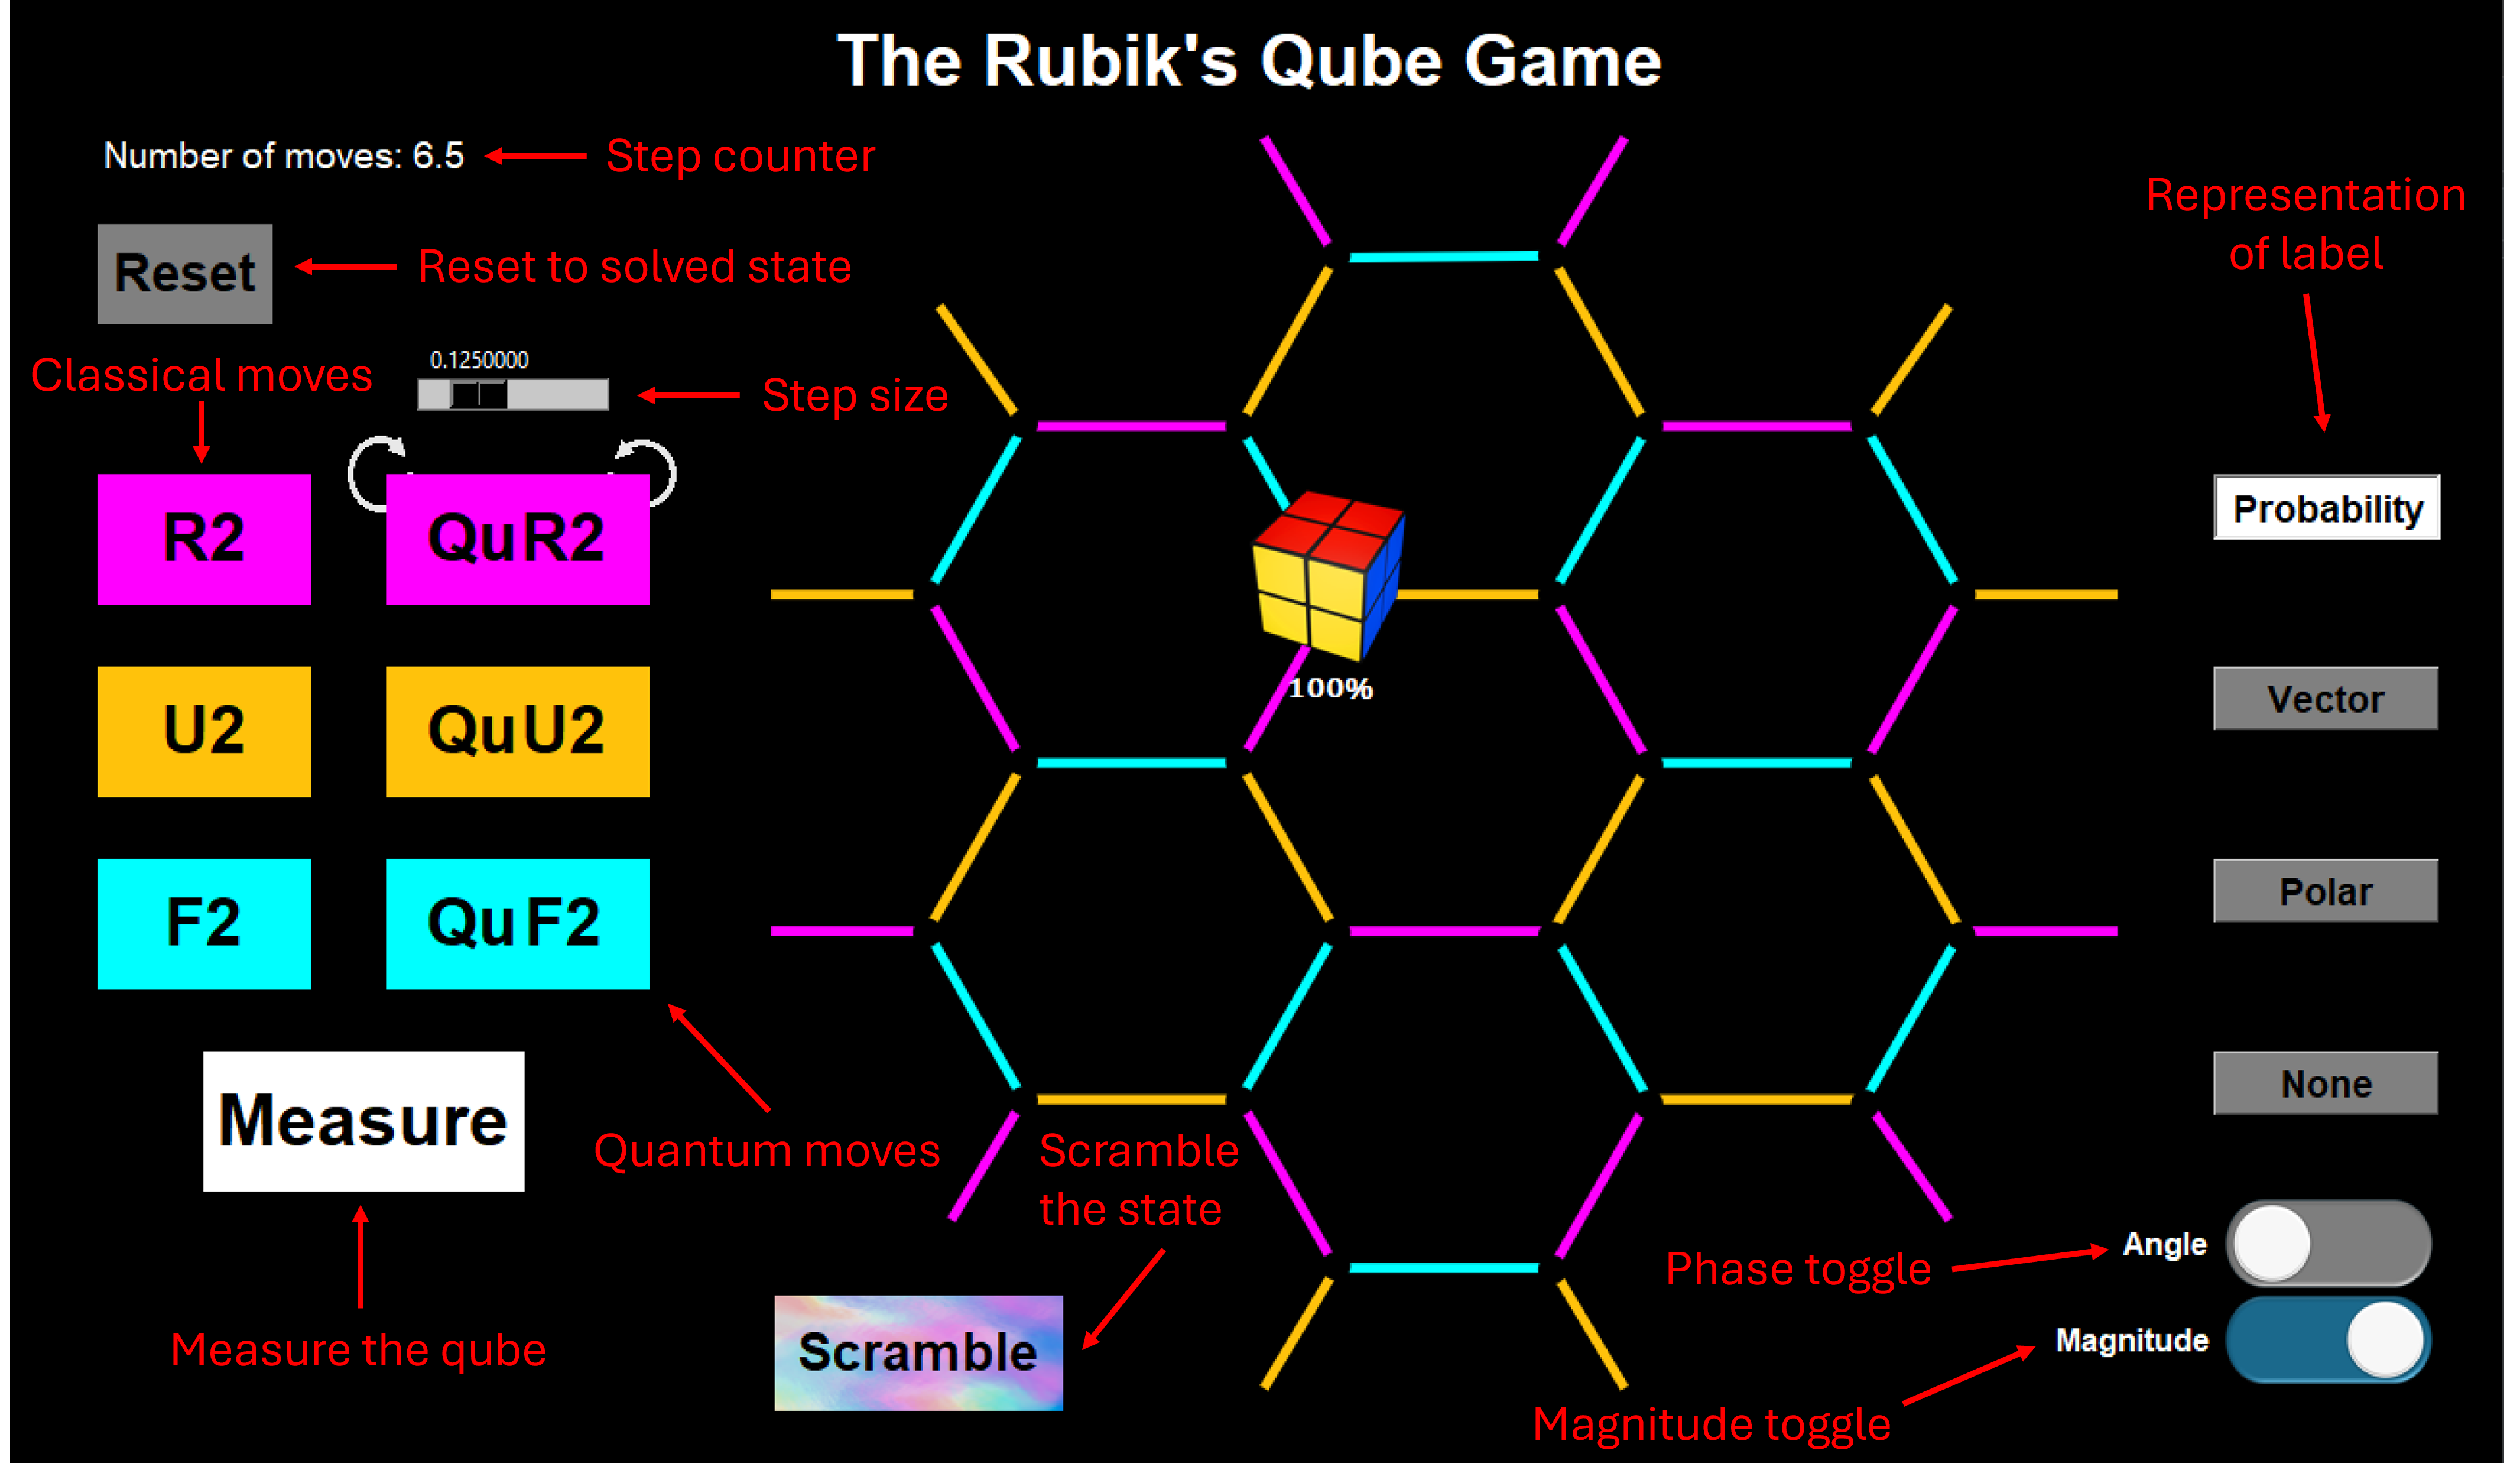 The Rubik's Qube Game
Number of moves: 6.5
Step counter
Reset
Reset to solved state
Classical moves
0.1250000
Step size
R2
QuR2
U2
QuU2
F2
QuF2
Measure
Measure the qube
Quantum moves
Scramble
the state
Scramble
100%
Representation
of label
Probability
Vector
Polar
None
Phase toggle
Angle
Magnitude
Magnitude toggle